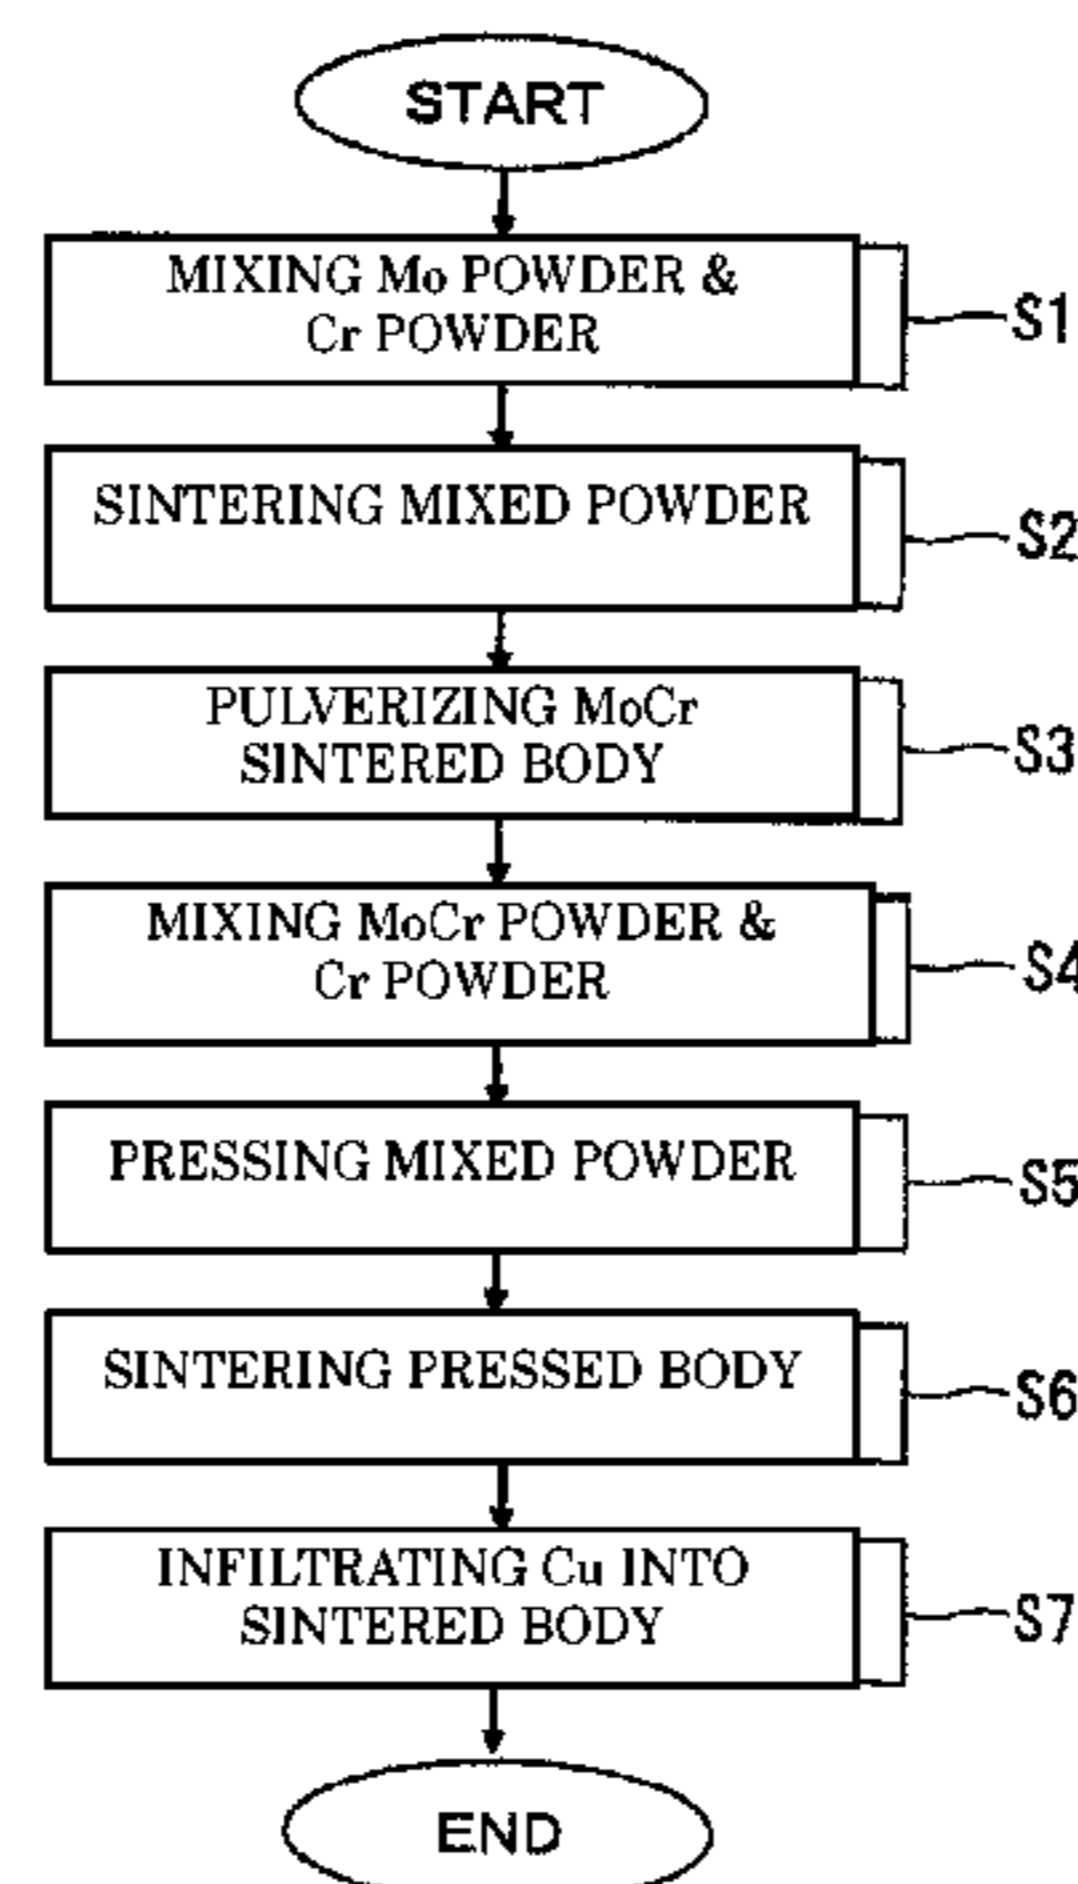 START
MIXING Mo POWDER &
Cr POWDER
S1
SINTERING MIXED POWDER
S2
PULVERIZING MoCr
SINTERED BODY
S3
MIXING MoCr POWDER &
Cr POWDER
S4
PRESSING MIXED POWDER
S5
SINTERING PRESSED BODY
S6
INFILTRATING Cu INTO
SINTERED BODY
S7
END